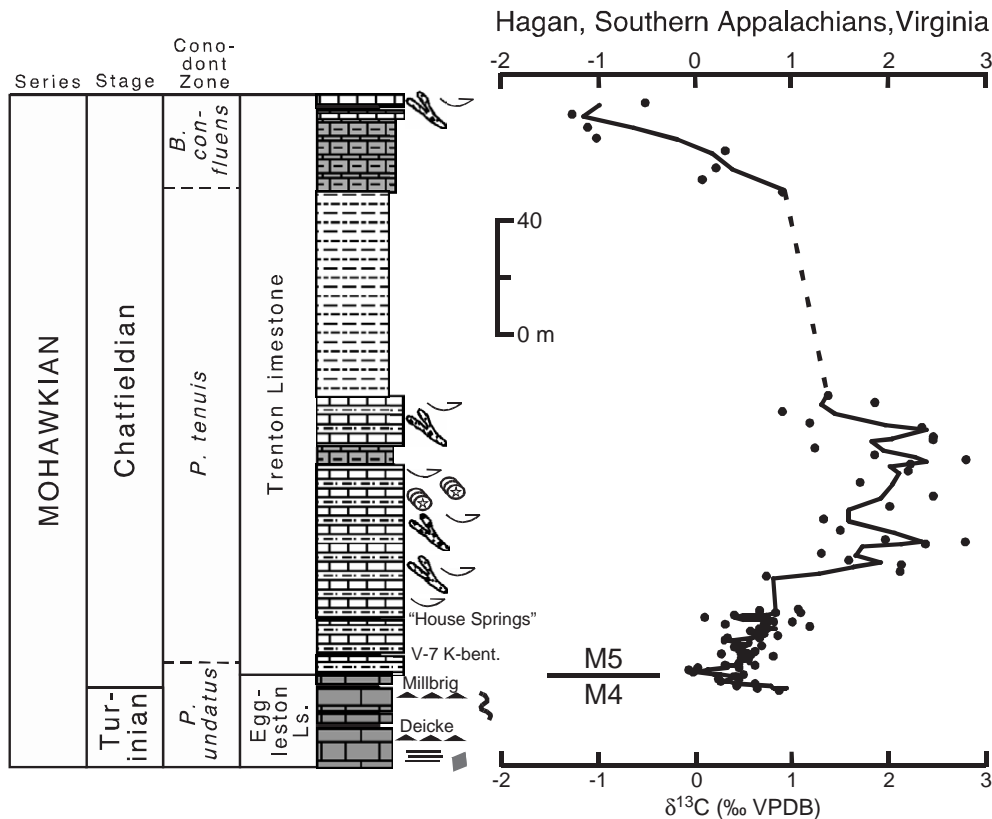 Hagan, Southern Appalachians, Virginia
Series
Stage
Cono-
dont
Zone
-2 -1 0 1 2 3
MOHAWKIAN
Chatfieldian
Tur-
inian
B. con-
fluens
P. tenuis
P.
undatus
Trenton Limestone
Egg-
leston
Ls.
40
0 m
"House Springs"
V-7 K-bent.
Millbrig
Deicke
M5
M4
-2 -1 0 1 2 3
δ13C (‰ VPDB)